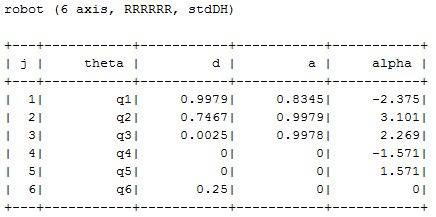 robot (6 axis, RRRRRR, stdDH)
+---+-----------+-----------+-----------+-----------+
| j |     theta |         d |         a |     alpha |
+---+-----------+-----------+-----------+-----------+
|  1|         q1|     0.9979|     0.8345|     -2.375|
|  2|         q2|     0.7467|     0.9979|      3.101|
|  3|         q3|     0.0025|     0.9978|      2.269|
|  4|         q4|          0|          0|     -1.571|
|  5|         q5|          0|          0|      1.571|
|  6|         q6|       0.25|          0|          0|
+---+-----------+-----------+-----------+-----------+